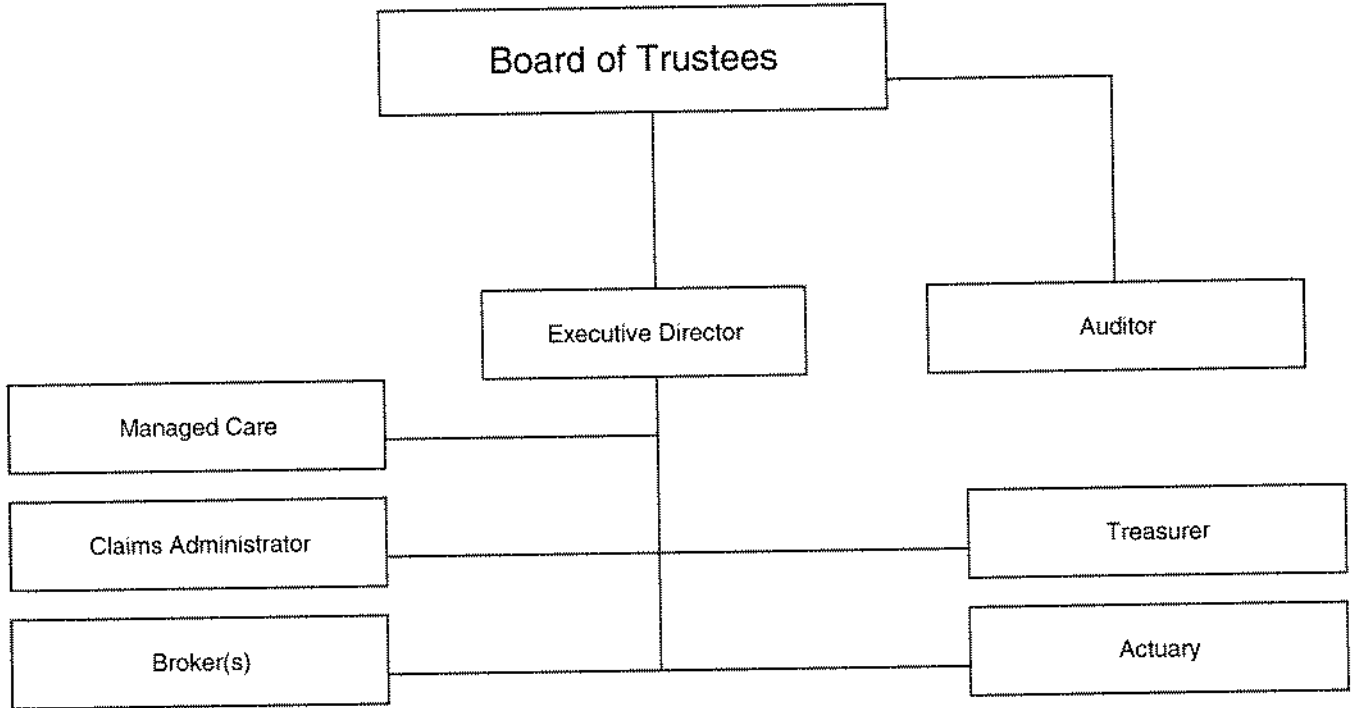 Board of Trustees
Executive Director
Auditor
Managed Care
Claims Administrator
Treasurer
Broker(s)
Actuary